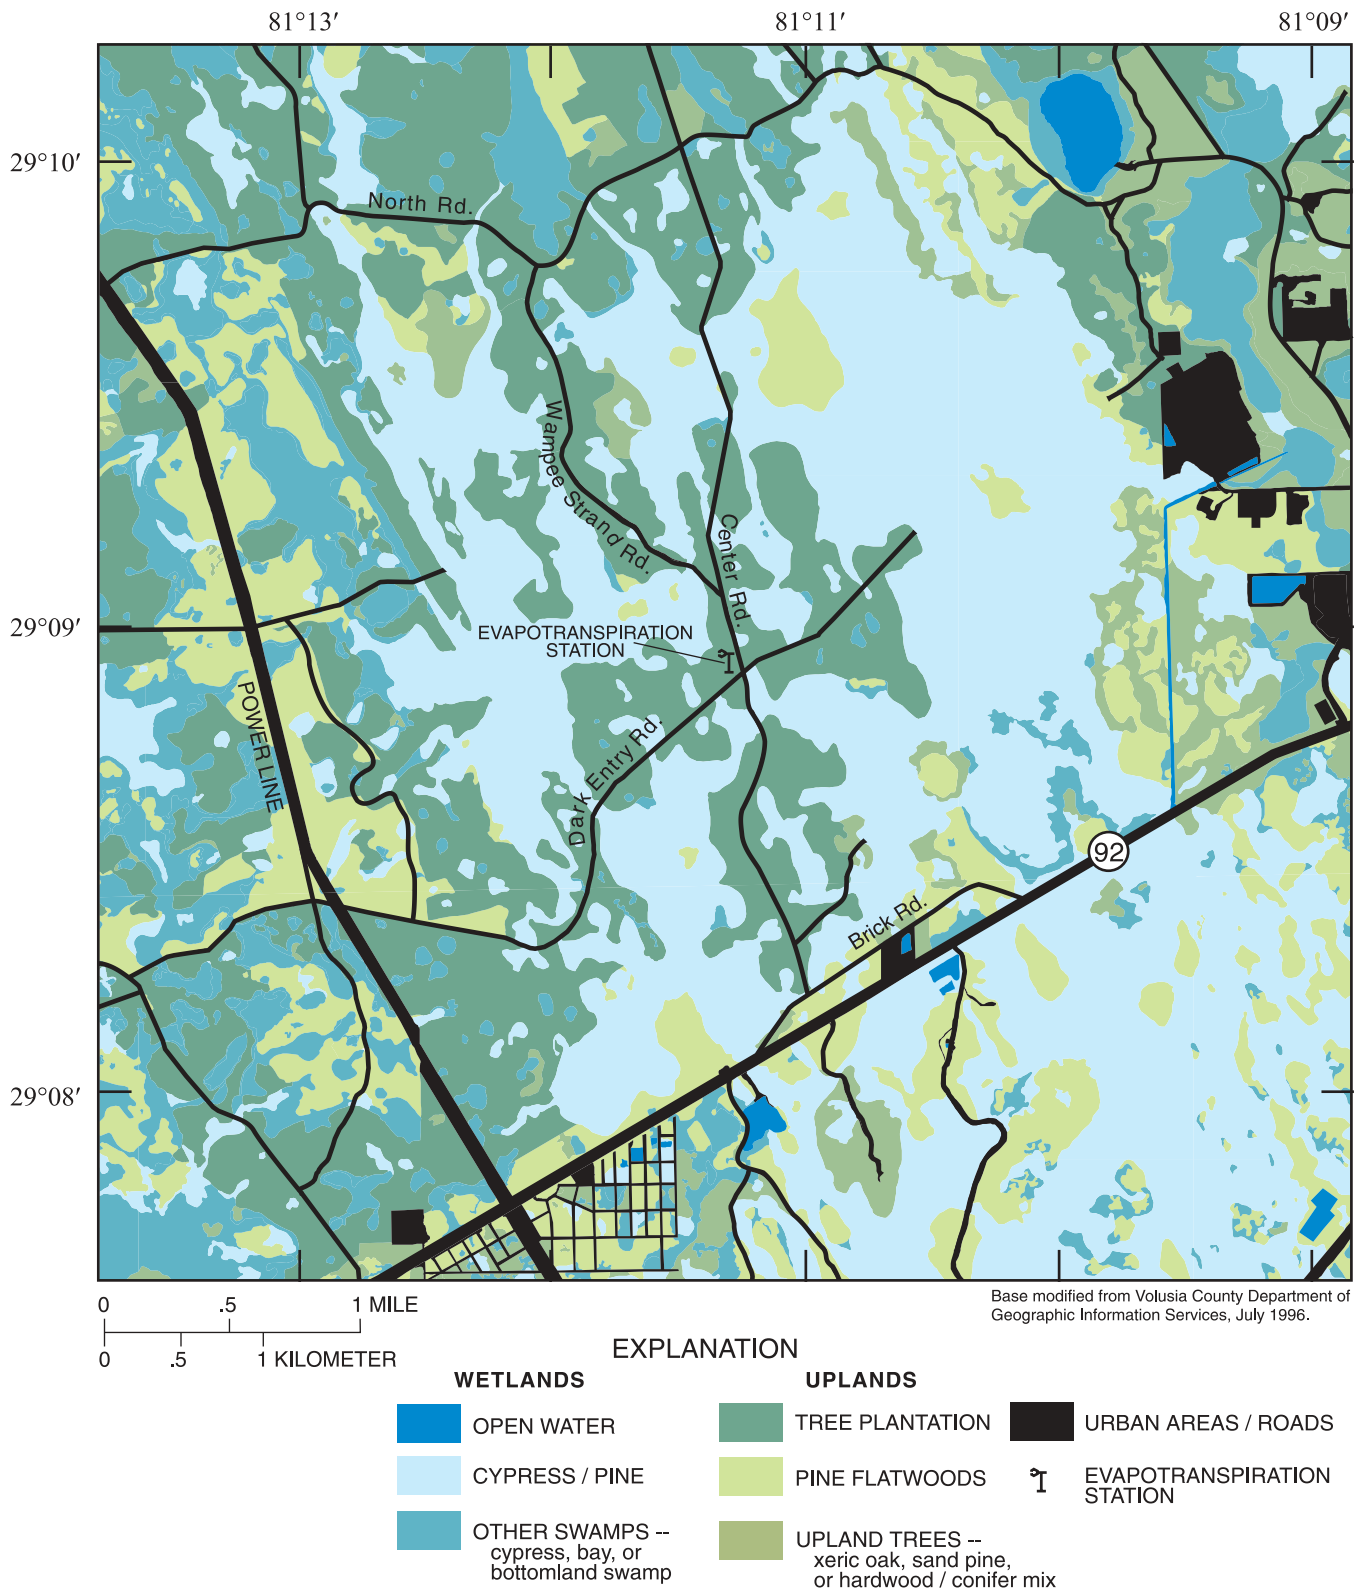 81°13′ 81°11′ 81°09′
29°10′
North Rd.
Wampee Strand Rd.
Center Rd.
29°09′
EVAPOTRANSPIRATION
STATION
POWER LINE
Dark Entry Rd.
92
Brick Rd.
29°08′
0 .5 1 MILE
0 .5 1 KILOMETER
Base modified from Volusia County Department of
Geographic Information Services, July 1996.
EXPLANATION
WETLANDS
OPEN WATER
CYPRESS / PINE
OTHER SWAMPS --
cypress, bay, or
bottomland swamp
UPLANDS
TREE PLANTATION
PINE FLATWOODS
UPLAND TREES --
xeric oak, sand pine,
or hardwood / conifer mix
URBAN AREAS / ROADS
EVAPOTRANSPIRATION
STATION